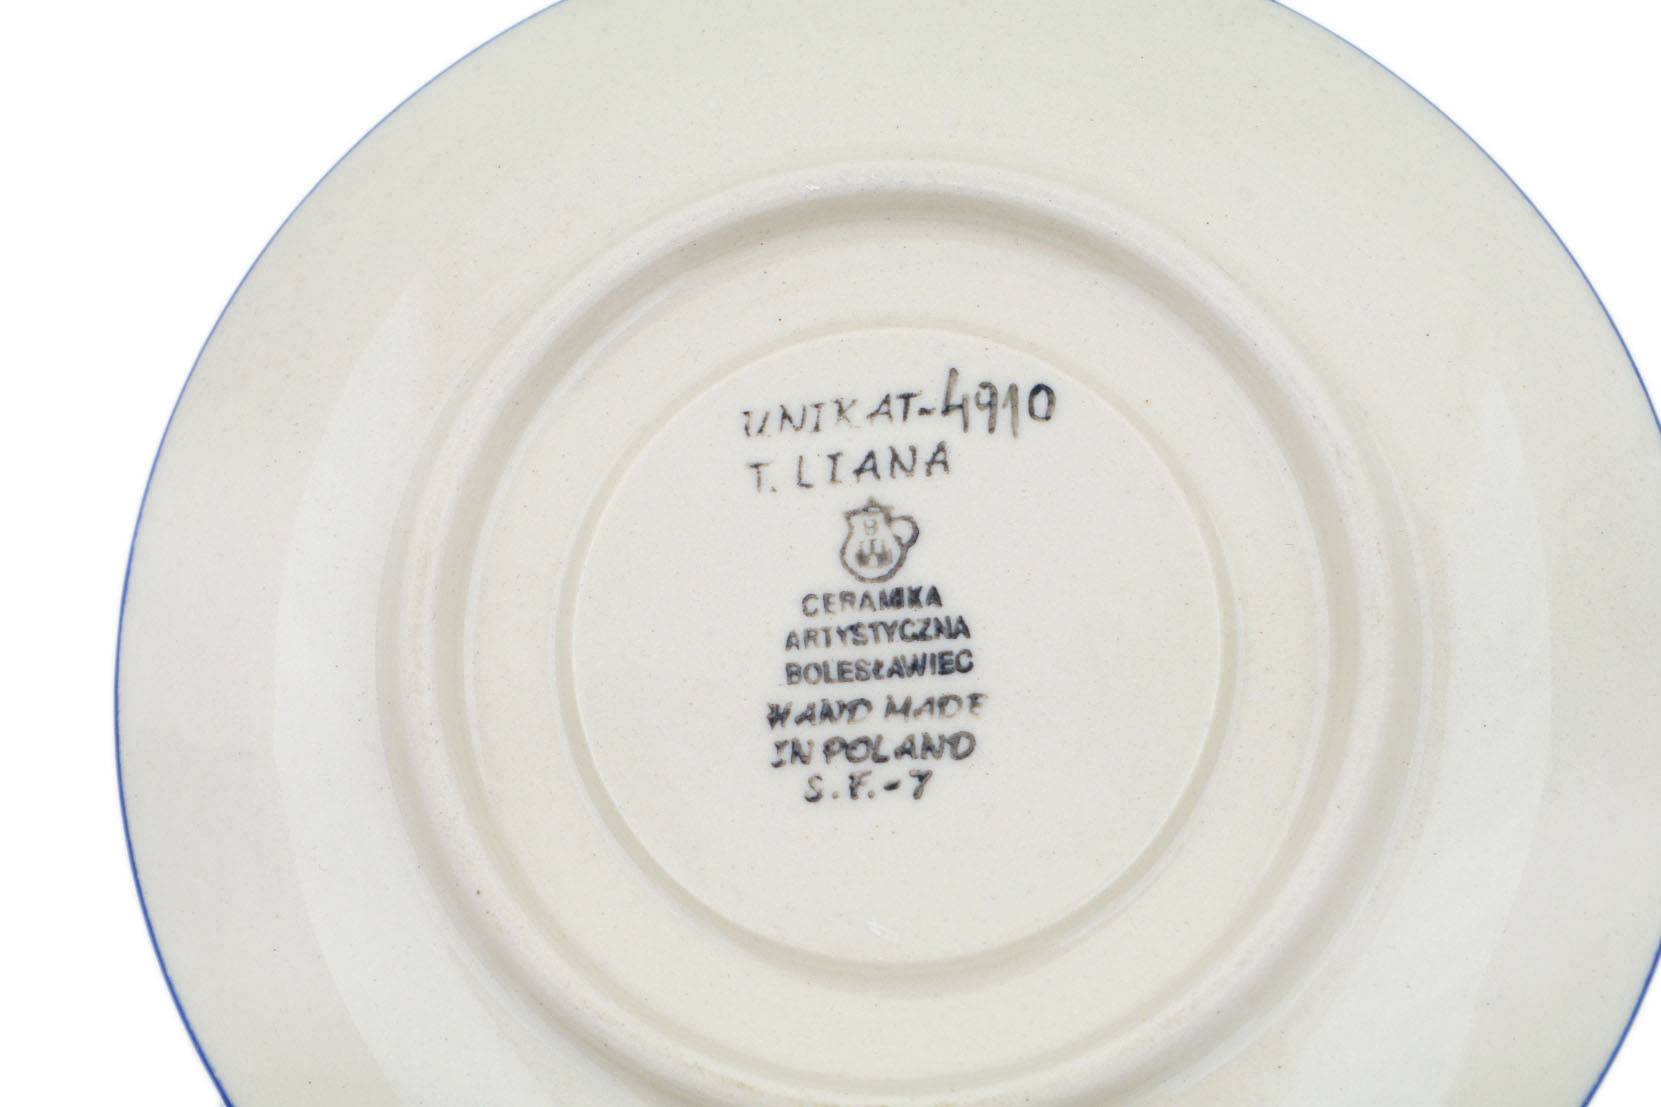 UNIKAT-4910
T. LIANA
B
CERAMIKA
ARTYSTYCZNA
BOLESŁAWIEC
HAND MADE
IN POLAND
S.F.-7